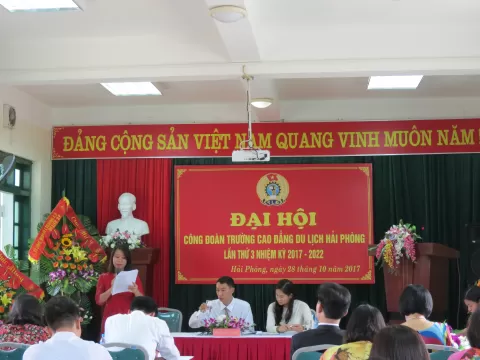 ĐẢNG CỘNG SẢN VIỆT NAM QUANG VINH MUÔN NĂM
ĐẠI HỘI
CÔNG ĐOÀN TRƯỜNG CAO ĐẲNG DU LỊCH HẢI PHÒNG
LẦN THỨ 3 NHIỆM KỲ 2017 - 2022
Hải Phòng, ngày 28 tháng 10 năm 2017